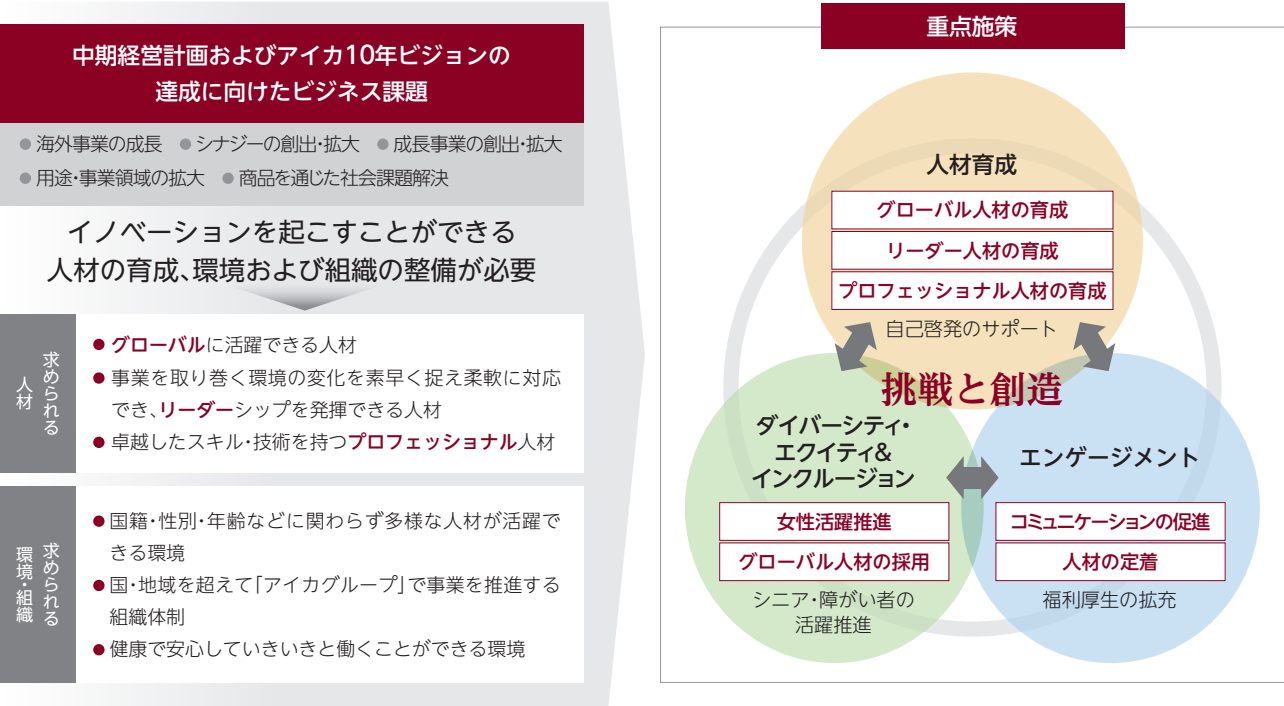 中期経営計画およびアイカ10年ビジョンの
達成に向けたビジネス課題
●海外事業の成長 ●シナジーの創出・拡大 ●成長事業の創出・拡大
●用途・事業領域の拡大 ●商品を通じた社会課題解決
イノベーションを起こすことができる
人材の育成、環境および組織の整備が必要
求められる
人材
●グローバルに活躍できる人材
●事業を取り巻く環境の変化を素早く捉え柔軟に対応
でき、リーダーシップを発揮できる人材
●卓越したスキル・技術を持つプロフェッショナル人材
求められる
環境・組織
●国籍・性別・年齢などに関わらず多様な人材が活躍で
きる環境
●国・地域を超えて「アイカグループ」で事業を推進する
組織体制
●健康で安心していきいきと働くことができる環境
重点施策
人材育成
グローバル人材の育成
リーダー人材の育成
プロフェッショナル人材の育成
自己啓発のサポート
挑戦と創造
ダイバーシティ・
エクイティ&
インクルージョン
女性活躍推進
グローバル人材の採用
シニア・障がい者の
活躍推進
エンゲージメント
コミュニケーションの促進
人材の定着
福利厚生の拡充